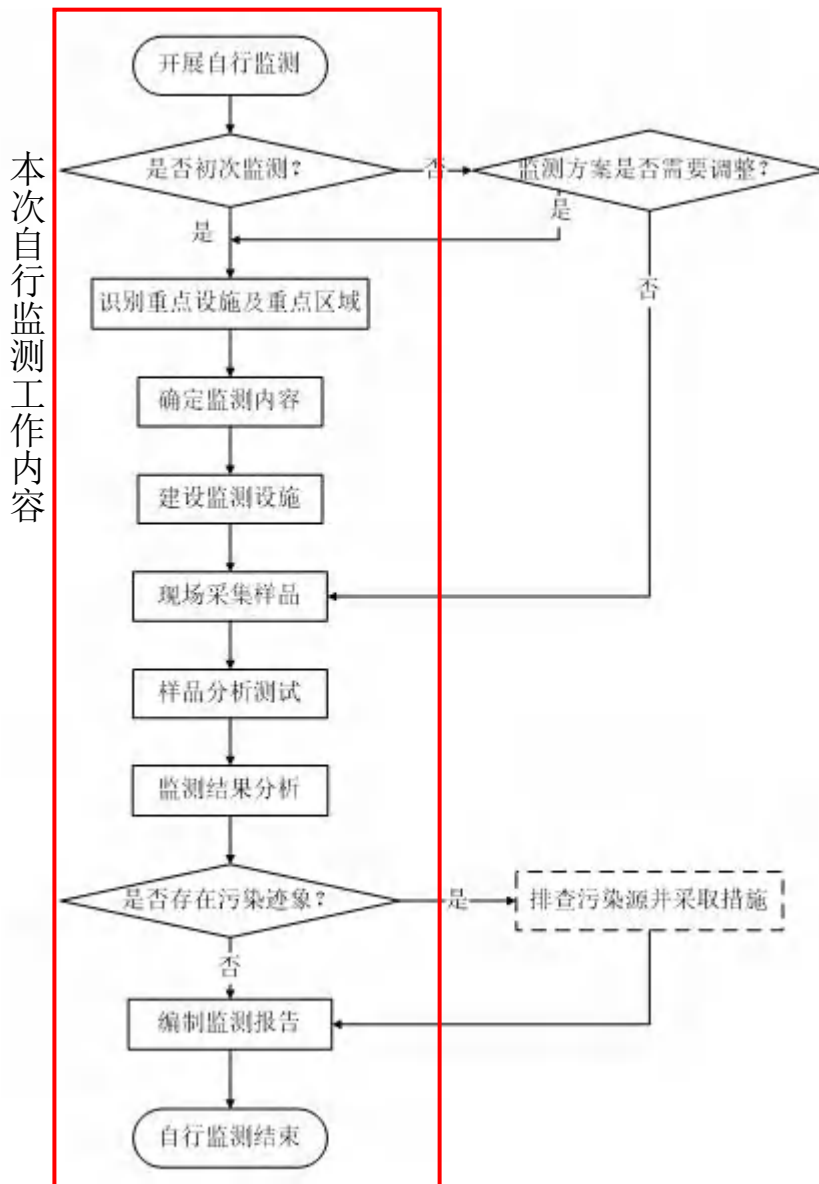 本次自行监测工作内容
开展自行监测
是否初次监测?
否
监测方案是否需要调整?
是
是
否
识别重点设施及重点区域
确定监测内容
建设监测设施
现场采集样品
样品分析测试
监测结果分析
是否存在污染迹象?
是
排查污染源并采取措施
否
编制监测报告
自行监测结束